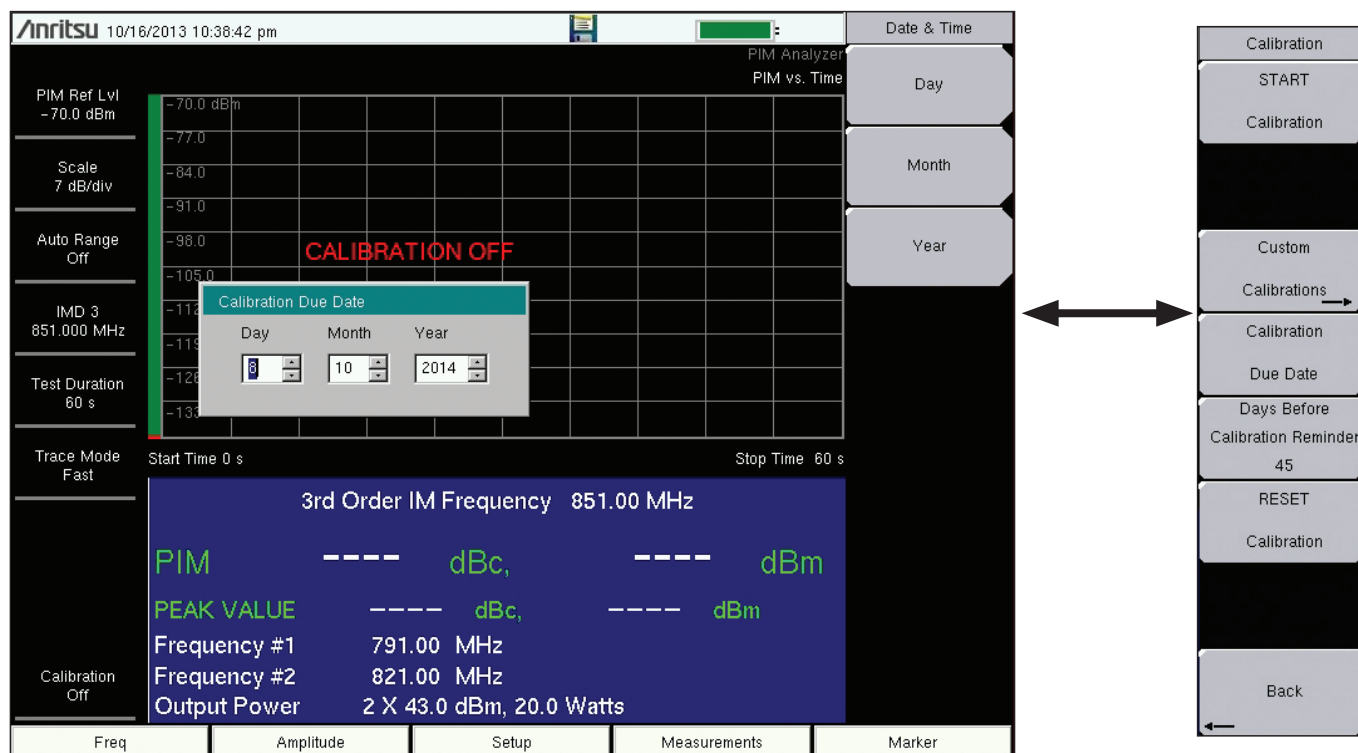 Anritsu 10/16/2013 10:38:42 pm
Date & Time
Day
Month
Year
PIM Analyzer
PIM vs. Time
PIM Ref Lvl
-70.0 dBm
Scale
7 dB/div
Auto Range
Off
IMD 3
851.000 MHz
Test Duration
60 s
Trace Mode
Fast
Calibration
Off
-70.0 dBm
-77.0
-84.0
-91.0
-98.0
-105.0
CALIBRATION OFF
Calibration Due Date
Day Month Year
8 10 2014
Start Time 0 s Stop Time 60 s
3rd Order IM Frequency 851.00 MHz
PIM ---- dBc, ---- dBm
PEAK VALUE ---- dBc, ---- dBm
Frequency #1 791.00 MHz
Frequency #2 821.00 MHz
Output Power 2 X 43.0 dBm, 20.0 Watts
Freq Amplitude Setup Measurements Marker
Calibration
START
Calibration
Custom
Calibrations
Calibration
Due Date
Days Before
Calibration Reminder
45
RESET
Calibration
Back